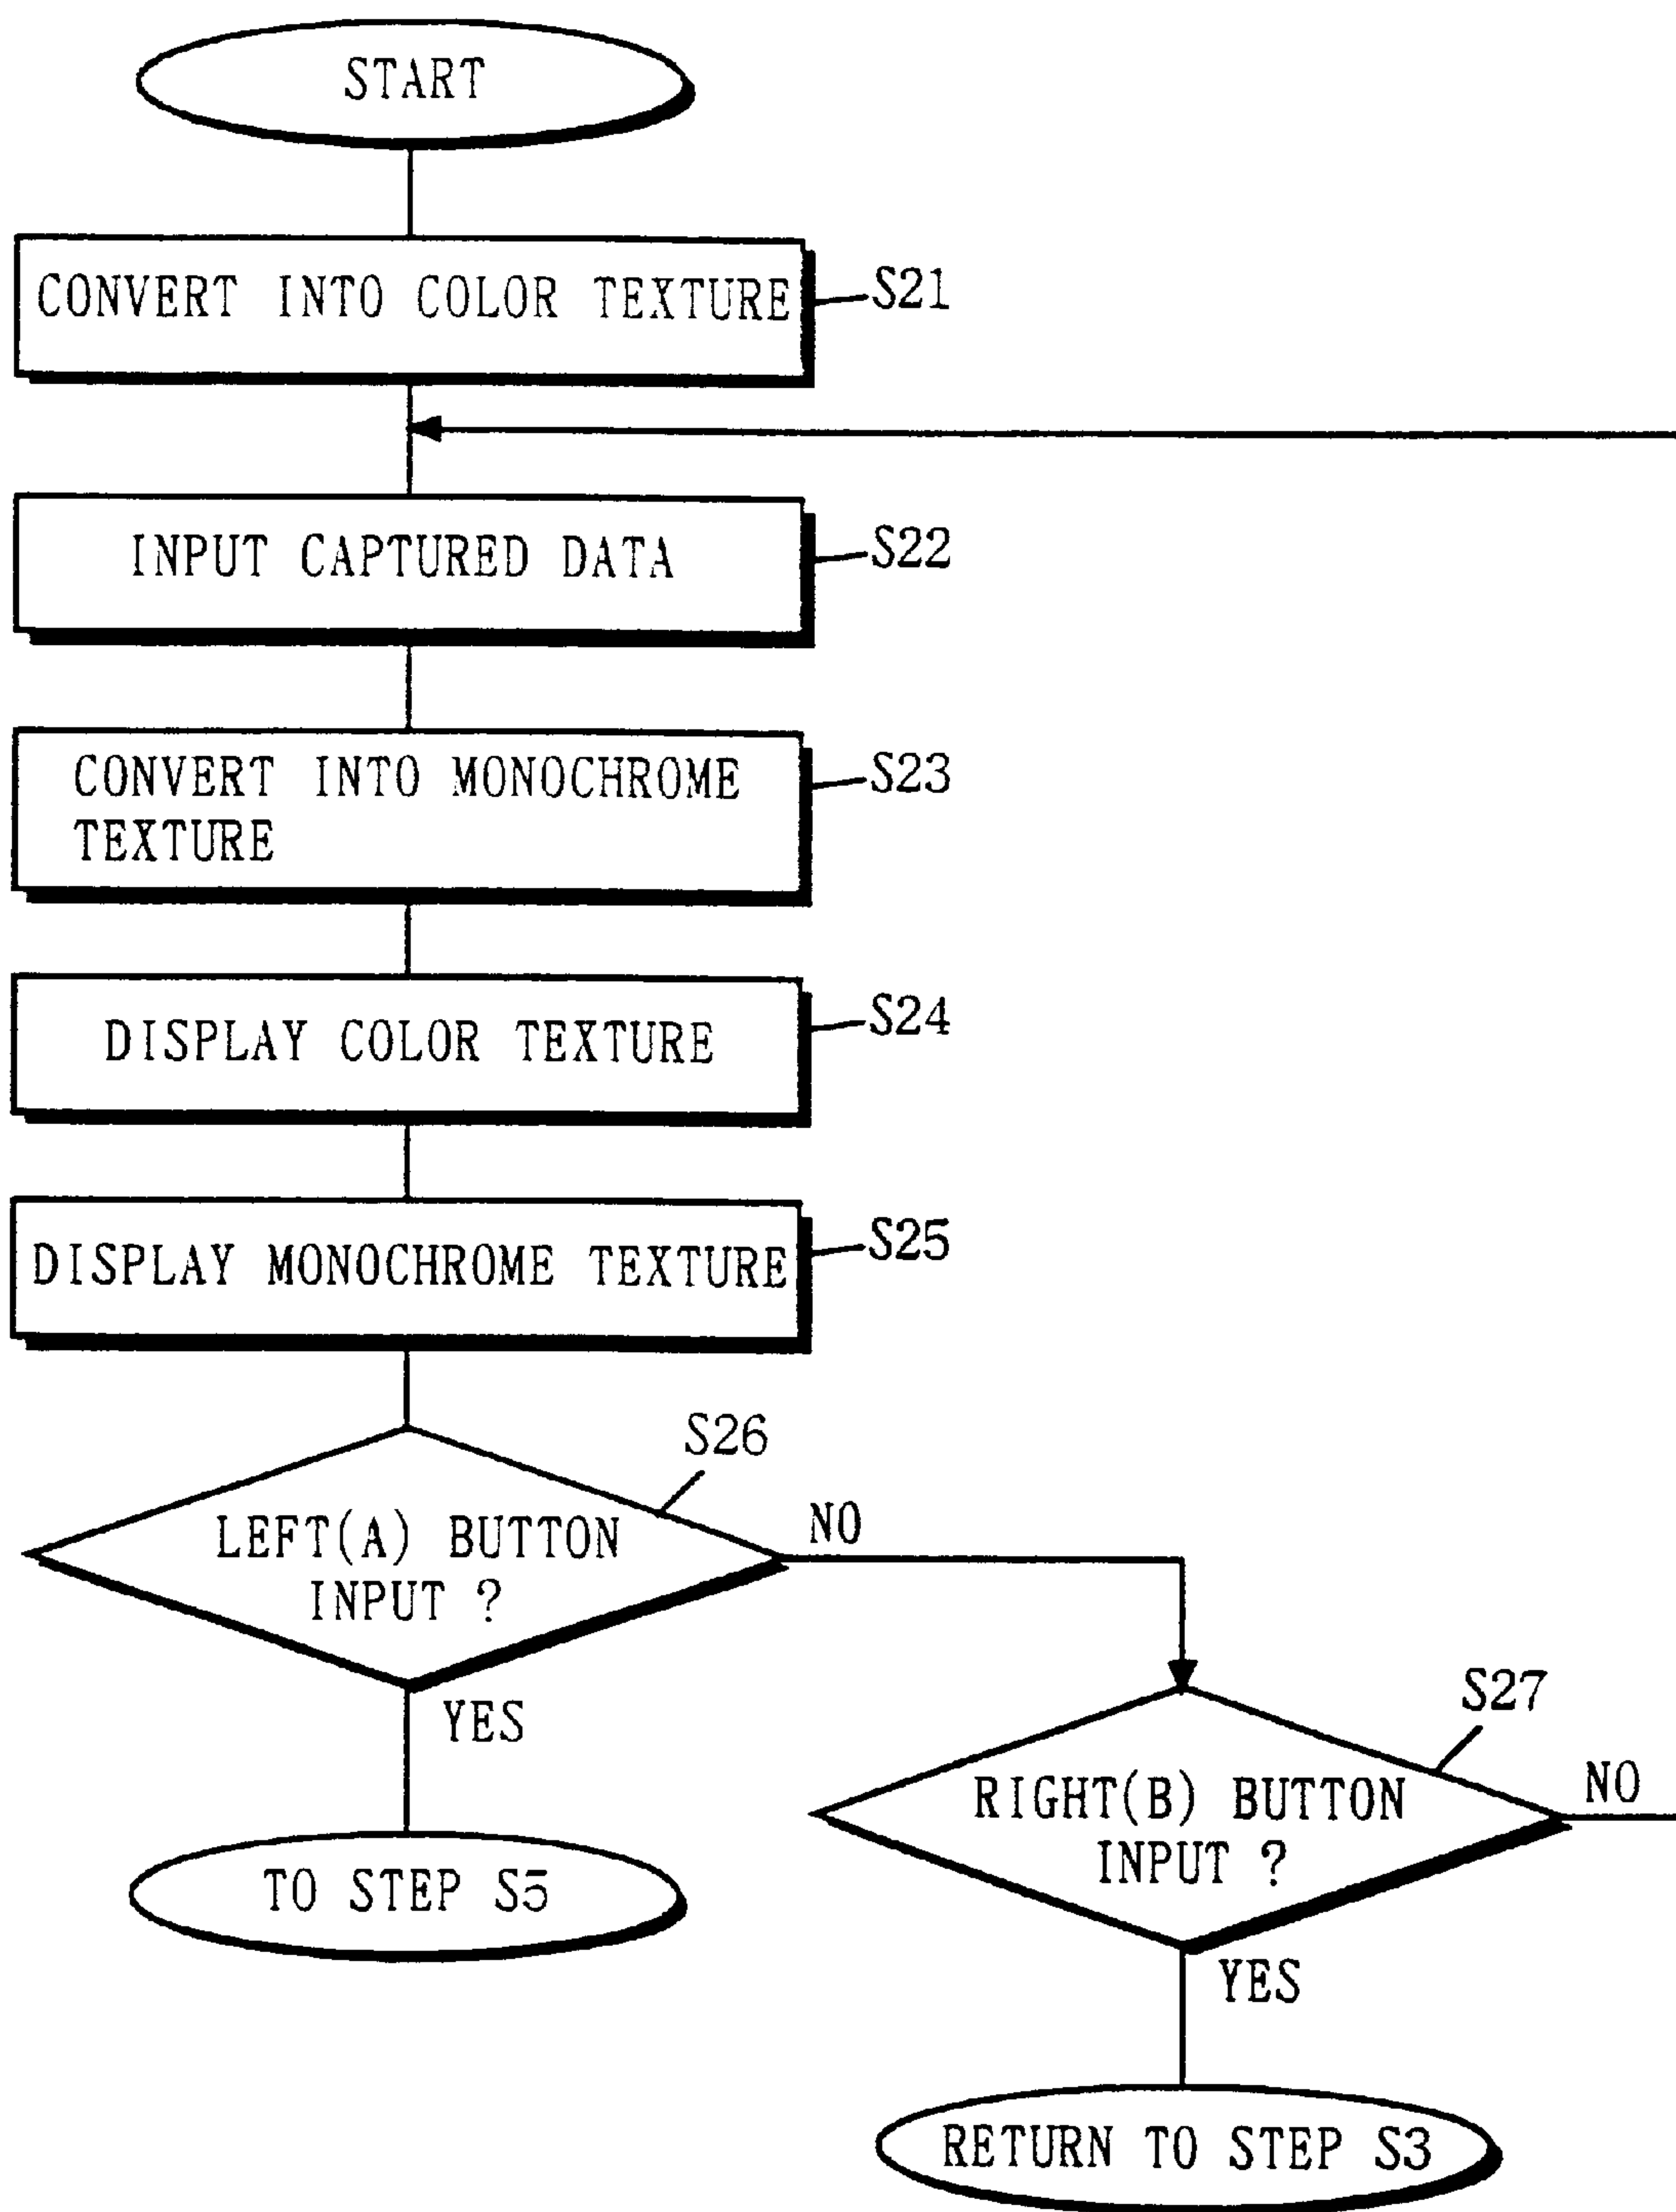 START
CONVERT INTO COLOR TEXTURE
S21
INPUT CAPTURED DATA
S22
CONVERT INTO MONOCHROME
TEXTURE
S23
DISPLAY COLOR TEXTURE
S24
DISPLAY MONOCHROME TEXTURE
S25
S26
LEFT(A) BUTTON
INPUT ?
NO
YES
TO STEP S5
S27
RIGHT(B) BUTTON
INPUT ?
NO
YES
RETURN TO STEP S3